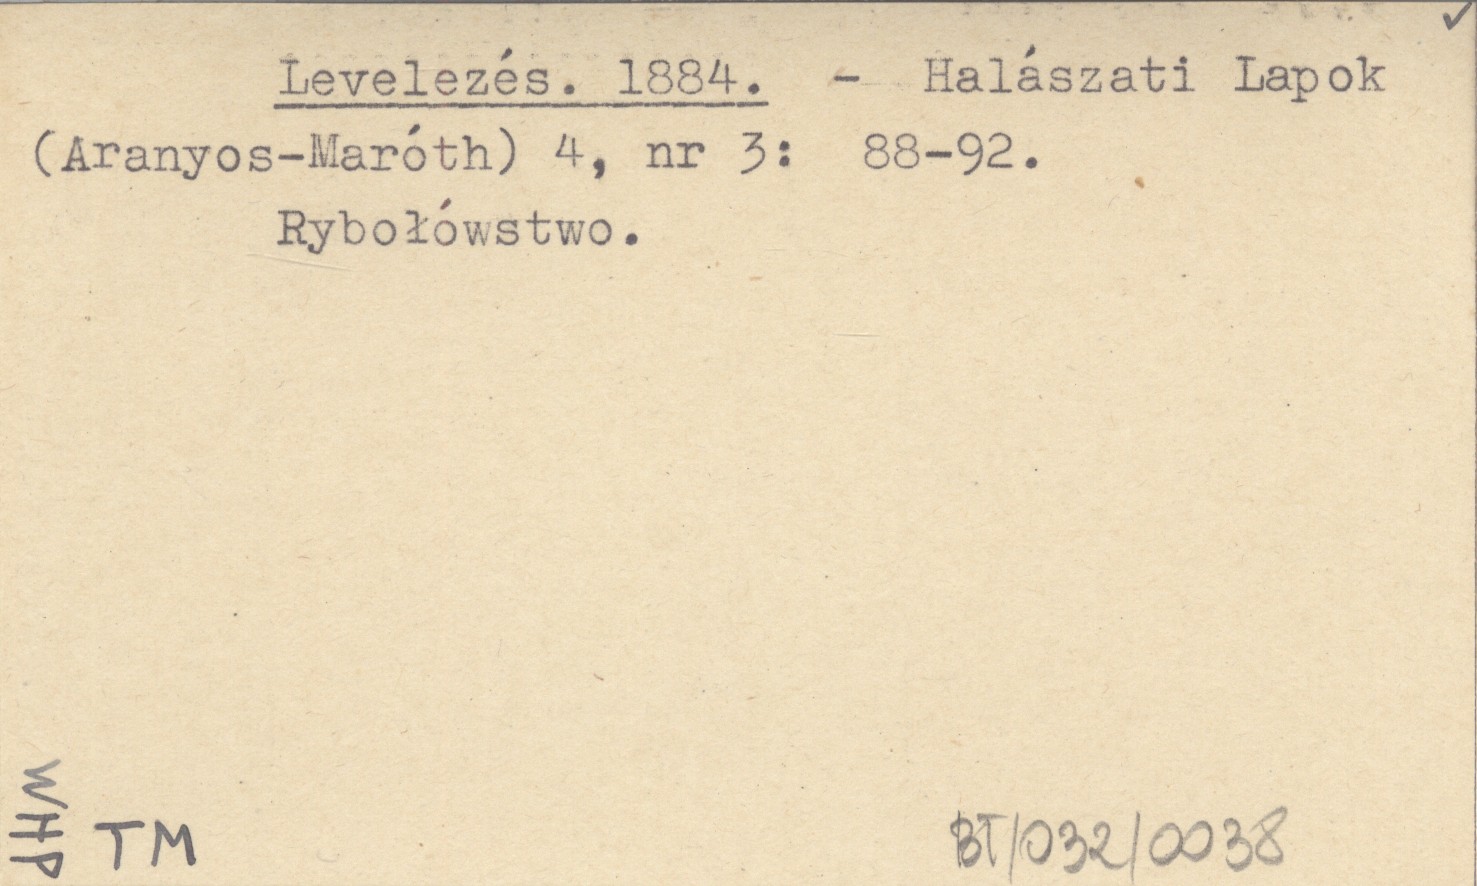 Levelezés. 1884. - Halászati Lapok
(Aranyos-Maróth) 4, nr 3: 88-92.
Rybołówstwo.
WHP
TM
BT/032/0038